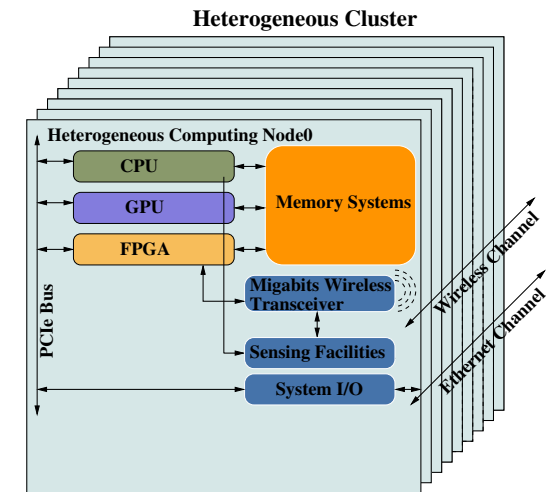 Heterogeneous Cluster
Heterogeneous Computing Node0
CPU
GPU
FPGA
Memory Systems
Migabits Wireless
Transceiver
Sensing Facilities
System I/O
PCIe Bus
Wireless Channel
Ethernet Channel